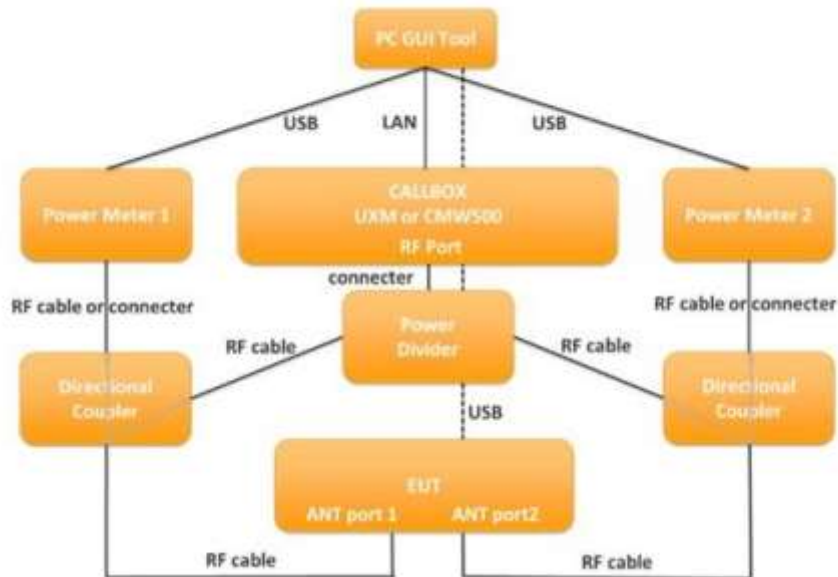 PC GUI Tool
USB
LAN
USB
Power Meter 1
CALLBOX
UXM or CMW500
RF Port
Power Meter 2
connecter
RF cable or connecter
RF cable or connecter
Power
Divider
RF cable
RF cable
Directional
Coupler
Directional
Coupler
USB
EUT
ANT port 1
ANT port2
RF cable
RF cable